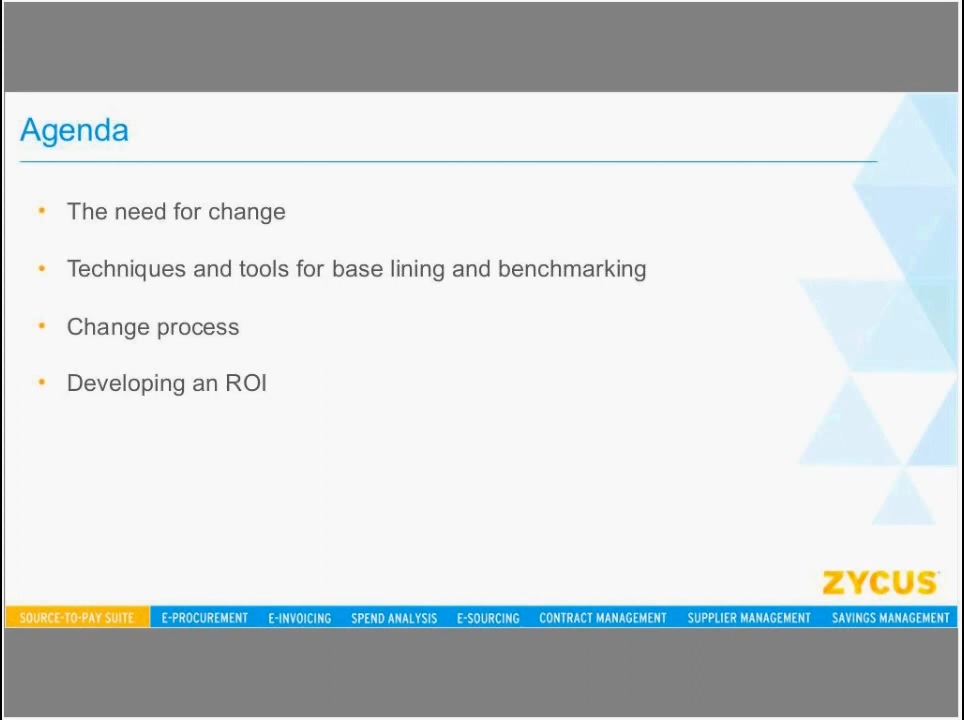 Agenda
• The need for change
• Techniques and tools for base lining and benchmarking
• Change process
• Developing an ROI
ZYCUS
SOURCE-TO-PAY SUITE E-PROCUREMENT E-INVOICING SPEND ANALYSIS E-SOURCING CONTRACT MANAGEMENT SUPPLIER MANAGEMENT SAVINGS MANAGEMENT